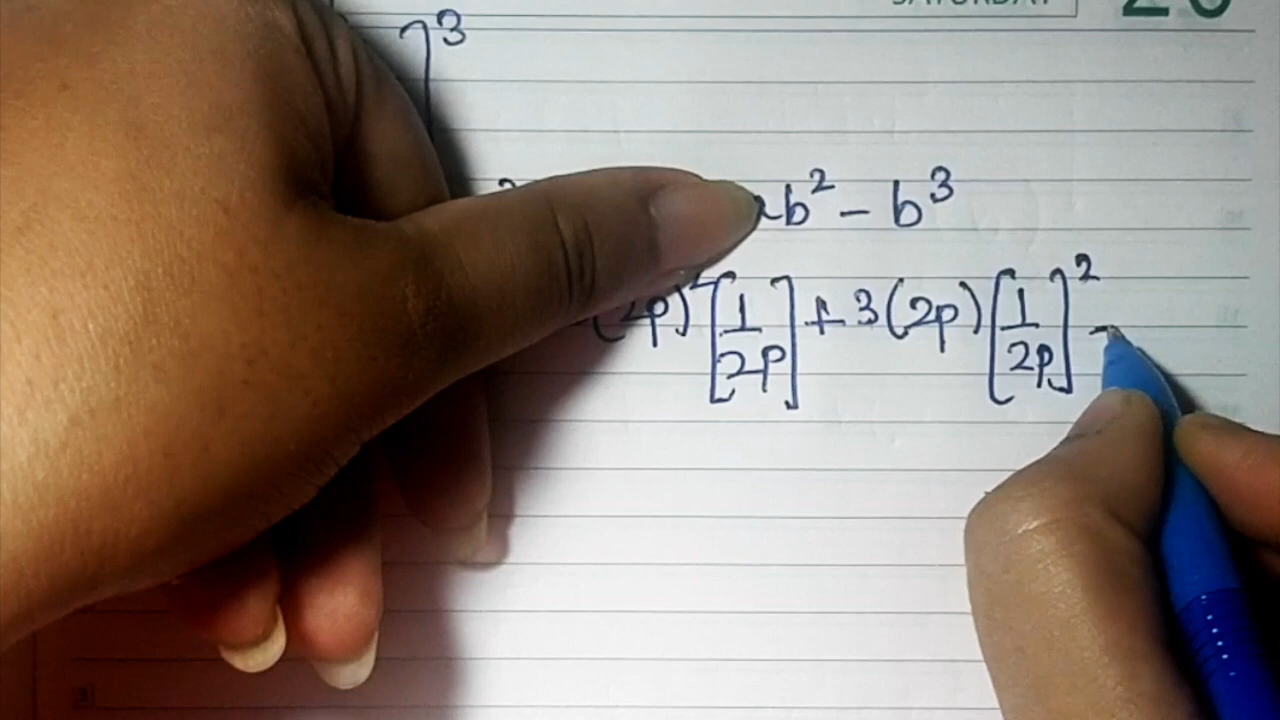 ]³
ab² - b³
(2p)² [1/2p] + 3(2p) [1/2p]² -